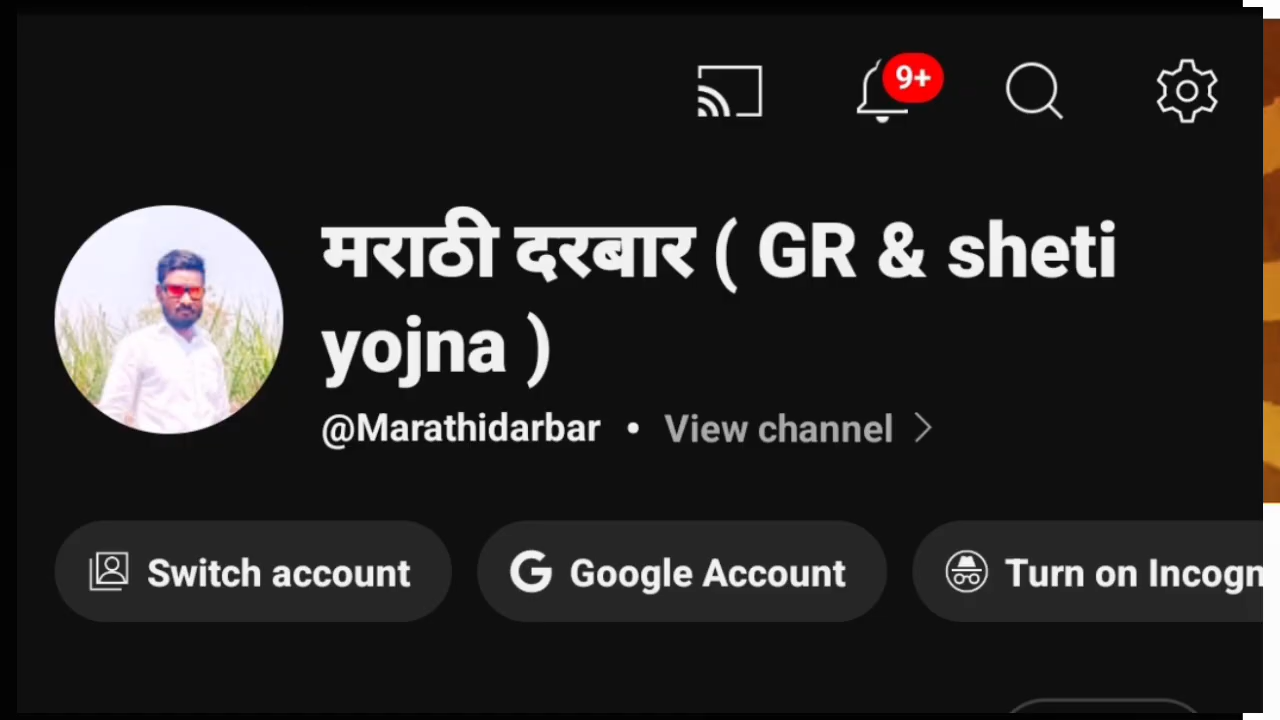 9+
मराठी दरबार ( GR & sheti
yojna )
@Marathidarbar • View channel
Switch account Google Account Turn on Incogn